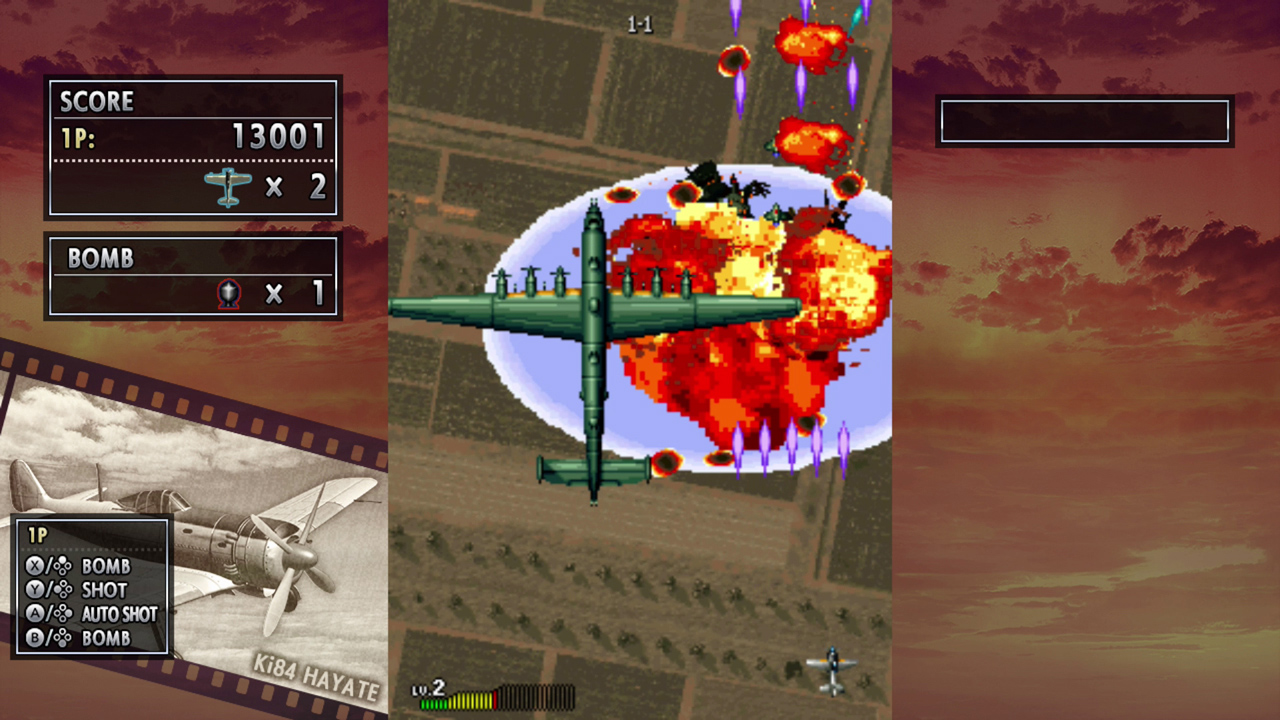 SCORE
1P: 13001
X 2
BOMB
X 1
1P
X/ BOMB
Y/ SHOT
A/ AUTO SHOT
B/ BOMB
Ki84 HAYATE
1-1
LV.2